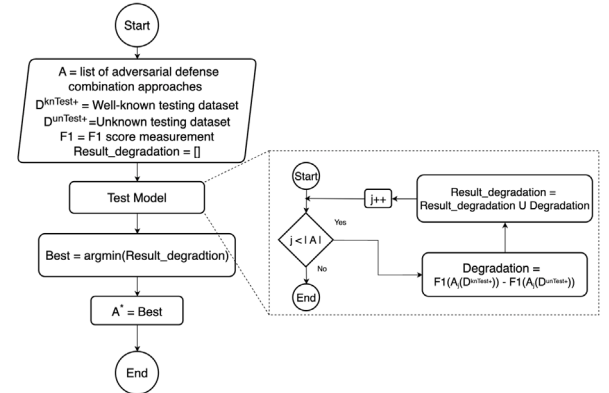 Start
A = list of adversarial defense
combination approaches
D^knTest+ = Well-known testing dataset
D^unTest+ =Unknown testing dataset
F1 = F1 score measurement
Result_degradation = []
Test Model
Best = argmin(Result_degradtion)
A* = Best
End
Start
j < | A |
Yes
No
End
j++
Result_degradation =
Result_degradation U Degradation
Degradation =
F1(A_j(D^knTest+)) - F1(A_j(D^unTest+))